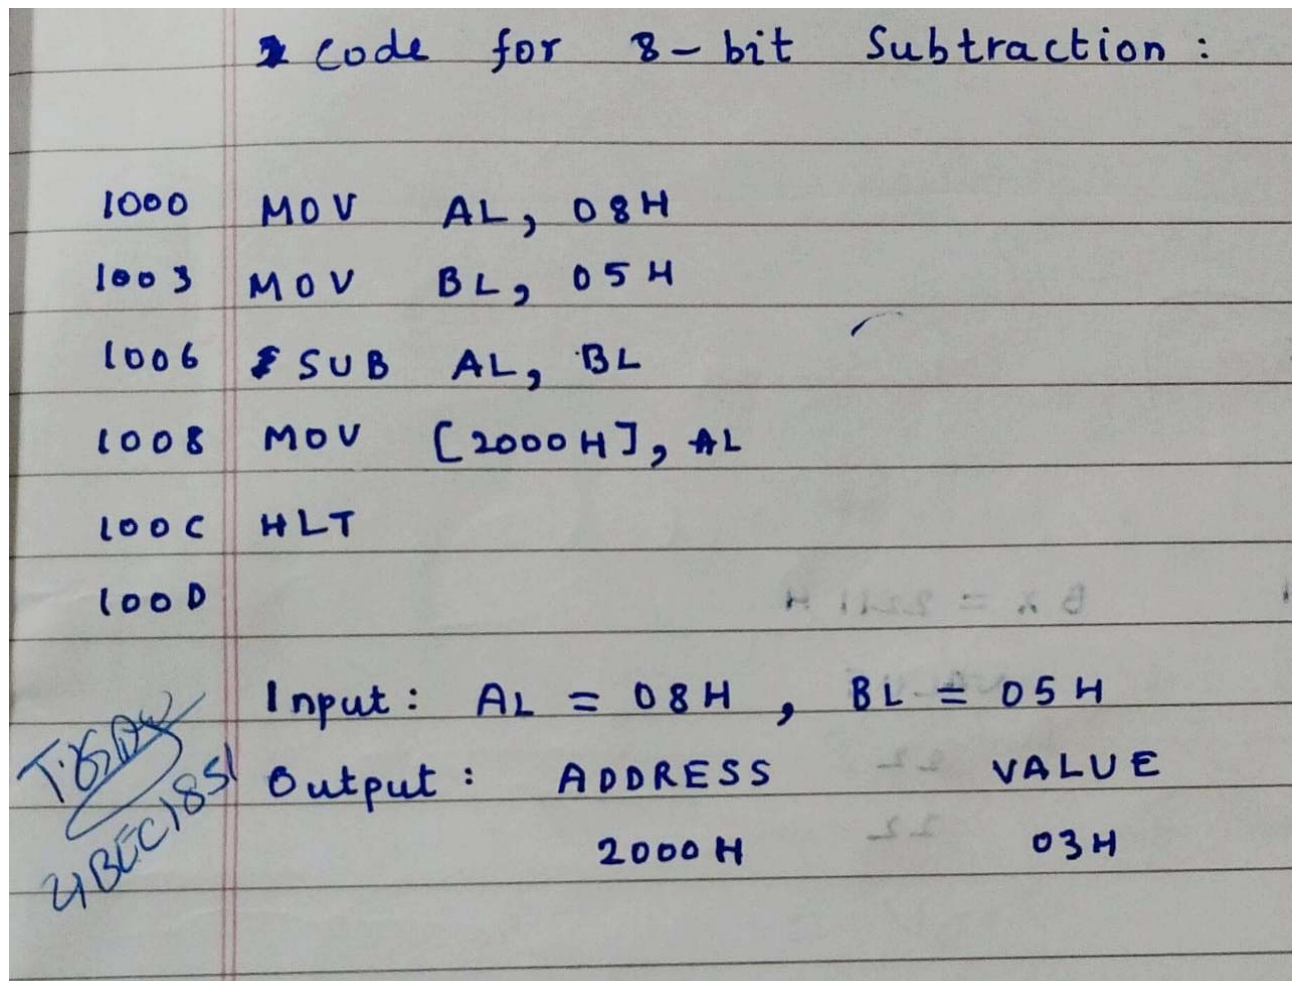 Code for 8-bit Subtraction :
1000 MOV AL, 08H
1003 MOV BL, 05H
1006 SUB AL, BL
1008 MOV [2000H], AL
100C HLT
100D
Input : AL = 08H , BL = 05H
Output : ADDRESS VALUE
2000H 03H
21BEC1851